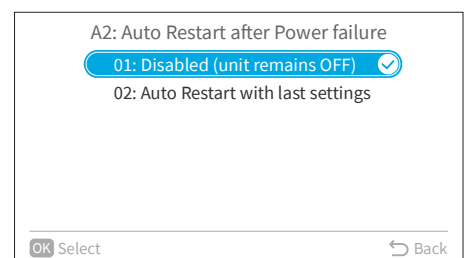 A2: Auto Restart after Power failure
01: Disabled (unit remains OFF)
02: Auto Restart with last settings
OK Select
Back